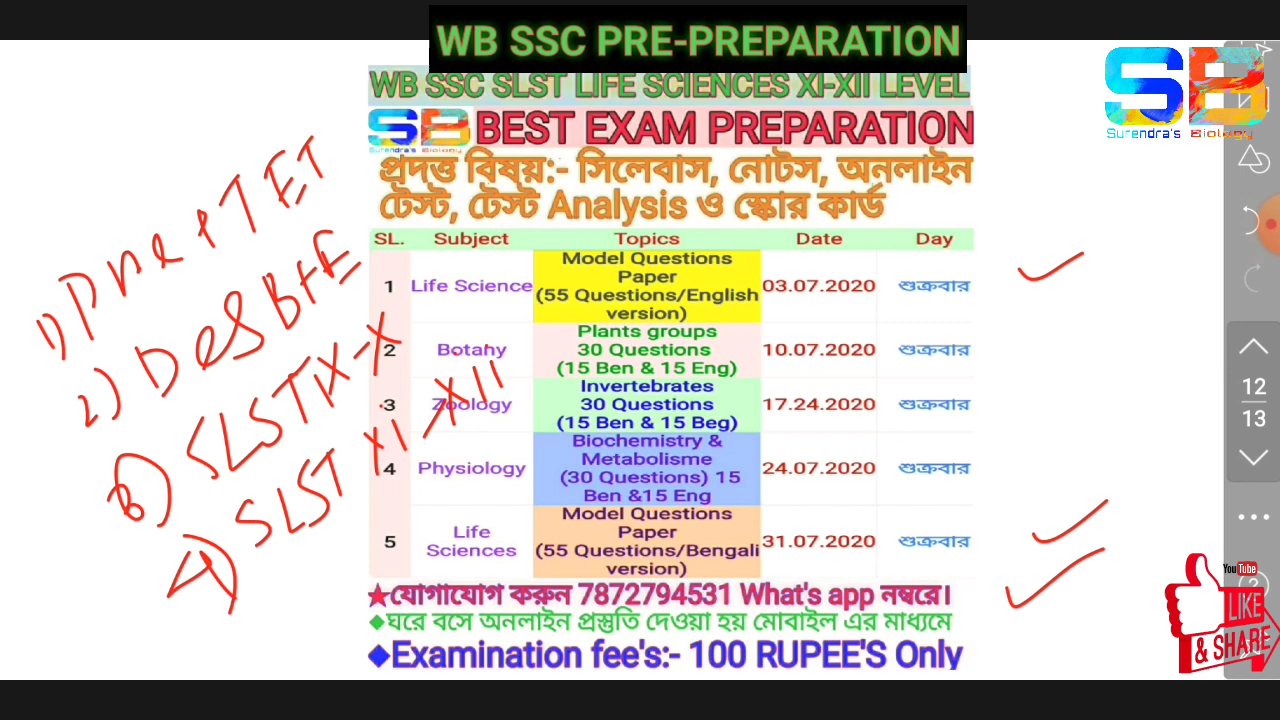 WB SSC PRE-PREPARATION
WB SSC SLST LIFE SCIENCES XI-XII LEVEL
SB BEST EXAM PREPARATION
Surendra's Biology
প্রদত্ত বিষয়:- সিলেবাস, নোটস, অনলাইন
টেস্ট, টেস্ট Analysis ও স্কোর কার্ড
SL. Subject Topics Date Day
1 Life Science Model Questions Paper (55 Questions/English version) 03.07.2020 শুক্রবার
2 Botany Plants groups 30 Questions (15 Ben & 15 Eng) 10.07.2020 শুক্রবার
3 Zoology Invertebrates 30 Questions (15 Ben & 15 Beg) 17.24.2020 শুক্রবার
4 Physiology Biochemistry & Metabolisme (30 Questions) 15 Ben &15 Eng 24.07.2020 শুক্রবার
5 Life Sciences Model Questions Paper (55 Questions/Bengali version) 31.07.2020 শুক্রবার
★যোগাযোগ করুন 7872794531 What's app নম্বরে।
◆ঘরে বসে অনলাইন প্রস্তুতি দেওয়া হয় মোবাইল এর মাধ্যমে
◆Examination fee's:- 100 RUPEE'S Only
1)
TET
2)
SLST IX-X
4) SLST XI-XII
SB
Surendra's Biology
12
13
YouTube
LIKE
& SHARE